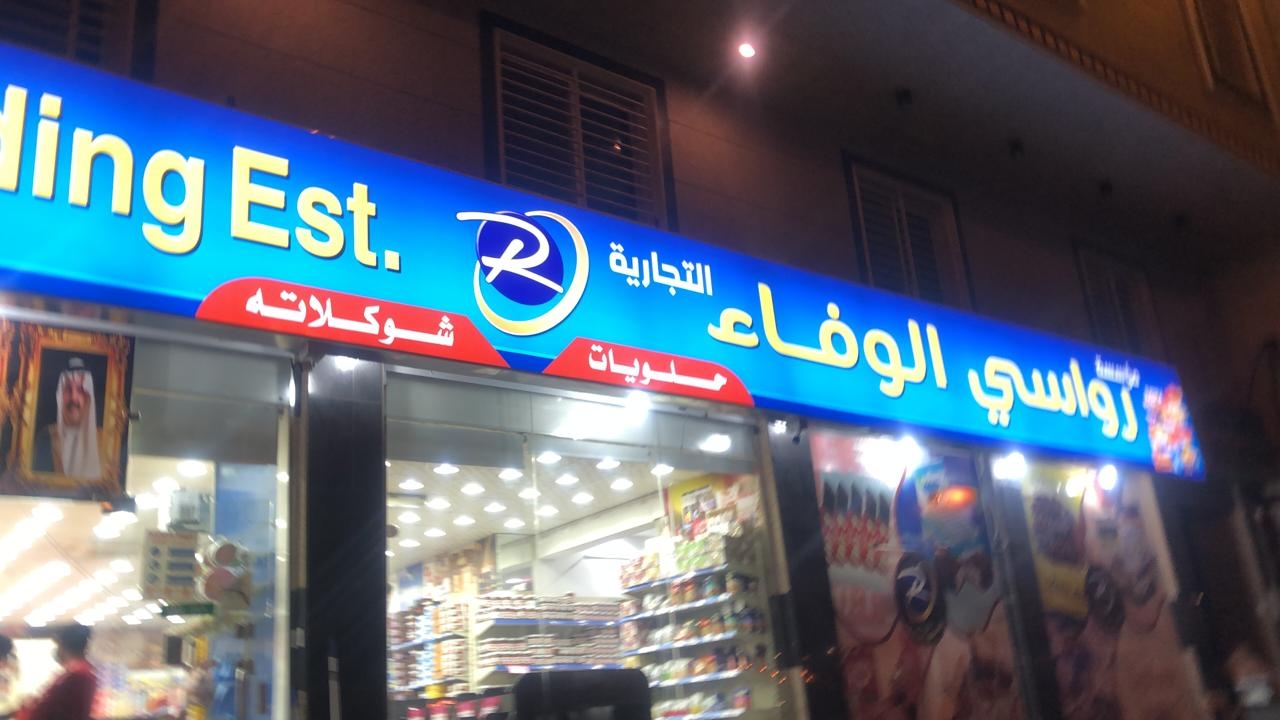 مؤسسة
رواسي الوفاء
التجارية
R
ding Est.
حلويات
شوكلاته